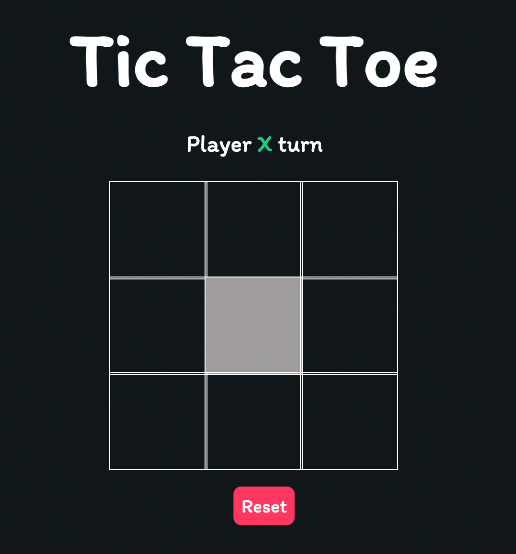 Tic Tac Toe
Player X turn
Reset